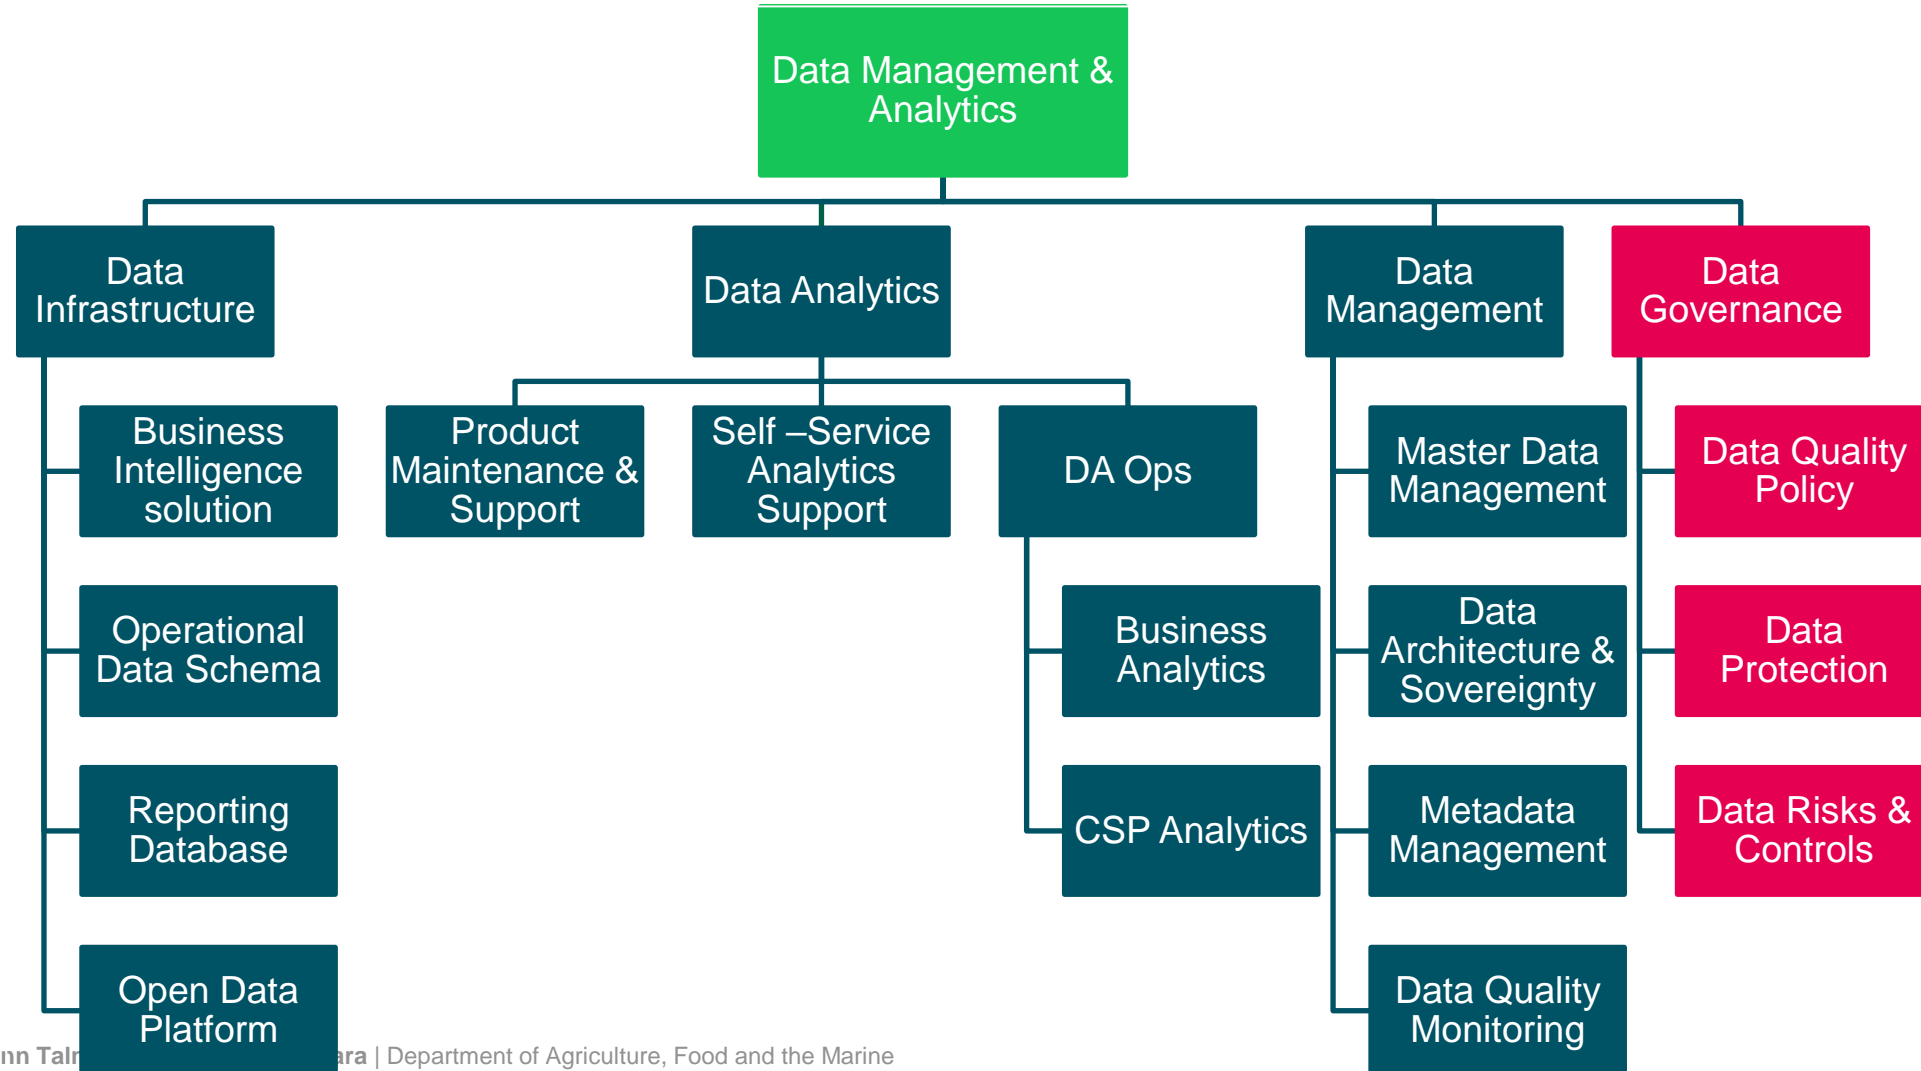 Data Management &
Analytics
Data
Infrastructure
Data Analytics
Data
Management
Data
Governance
Business
Intelligence
solution
Product
Maintenance &
Support
Self –Service
Analytics
Support
DA Ops
Master Data
Management
Data Quality
Policy
Operational
Data Schema
Business
Analytics
Data
Architecture &
Sovereignty
Data
Protection
Reporting
Database
CSP Analytics
Metadata
Management
Data Risks &
Controls
Open Data
Platform
Data Quality
Monitoring
| Department of Agriculture, Food and the Marine